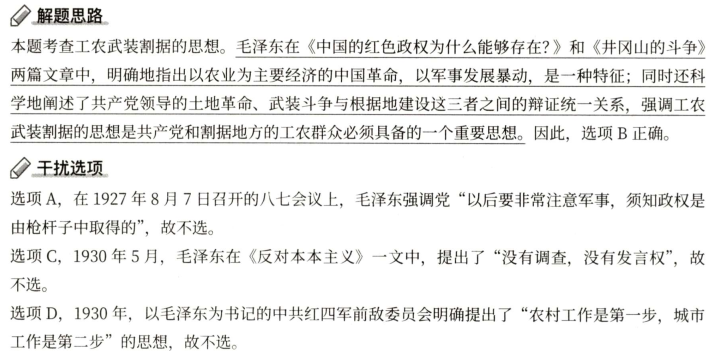 解题思路
本题考查工农武装割据的思想。毛泽东在《中国的红色政权为什么能够存在？》和《井冈山的斗争》
两篇文章中，明确地指出以农业为主要经济的中国革命，以军事发展暴动，是一种特征；同时还科
学地阐述了共产党领导的土地革命、武装斗争与根据地建设这三者之间的辩证统一关系，强调工农
武装割据的思想是共产党和割据地方的工农群众必须具备的一个重要思想。因此，选项 B 正确。
干扰选项
选项 A，在 1927 年 8 月 7 日召开的八七会议上，毛泽东强调党“以后要非常注意军事，须知政权是
由枪杆子中取得的”，故不选。
选项 C，1930 年 5 月，毛泽东在《反对本本主义》一文中，提出了“没有调查，没有发言权”，故
不选。
选项 D，1930 年，以毛泽东为书记的中共红四军前敌委员会明确提出了“农村工作是第一步，城市
工作是第二步”的思想，故不选。